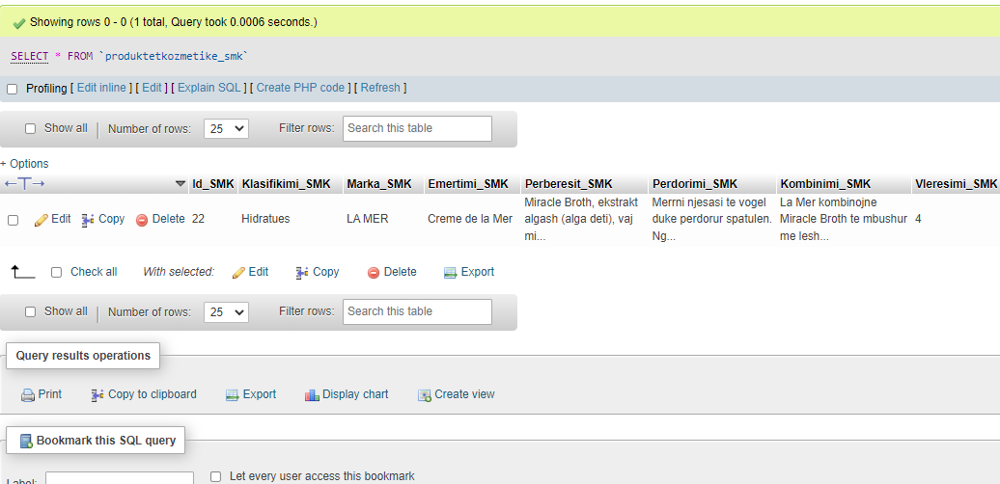 Showing rows 0 - 0 (1 total, Query took 0.0006 seconds.)
SELECT * FROM `produktetkozmetike_smk`
Profiling [ Edit inline ] [ Edit ] [ Explain SQL ] [ Create PHP code ] [ Refresh ]
Show all | Number of rows: 25 Filter rows: Search this table
+ Options
←T→ Id_SMK Klasifikimi_SMK Marka_SMK Emertimi_SMK Perberesit_SMK Perdorimi_SMK Kombinimi_SMK Vleresimi_SMK
Edit Copy Delete 22 Hidratues LA MER Creme de la Mer Miracle Broth, ekstrakt algash (alga deti), vaj mi... Merrni njesasi te vogel duke perdorur spatulen. Ng... La Mer kombinojne Miracle Broth te mbushur me lesh... 4
Check all With selected: Edit Copy Delete Export
Show all | Number of rows: 25 Filter rows: Search this table
Query results operations
Print Copy to clipboard Export Display chart Create view
Bookmark this SQL query
Label: Let every user access this bookmark